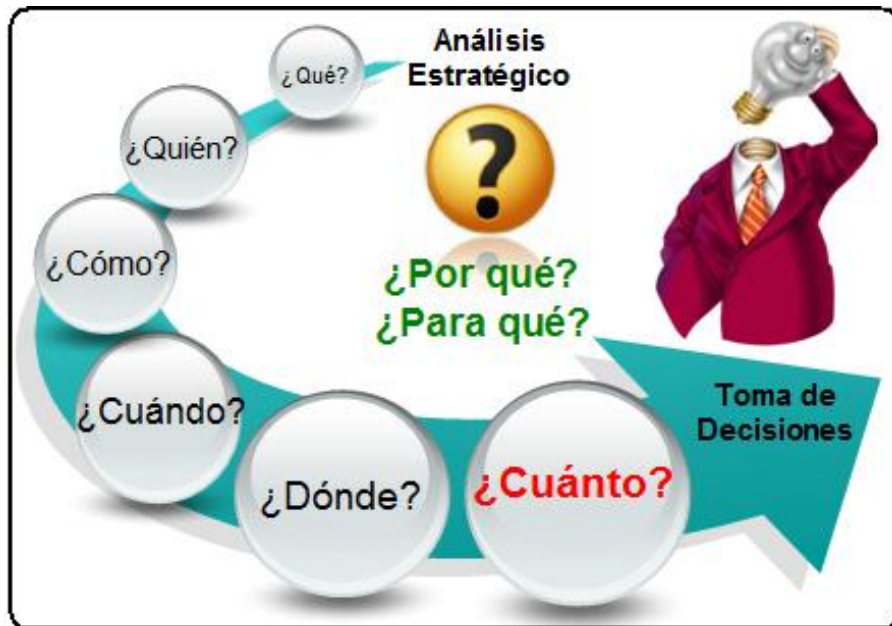 Análisis
Estratégico
¿Qué?
¿Quién?
¿Cómo?
¿Cuándo?
¿Dónde?
¿Cuánto?
?
¿Por qué?
¿Para qué?
Toma de
Decisiones